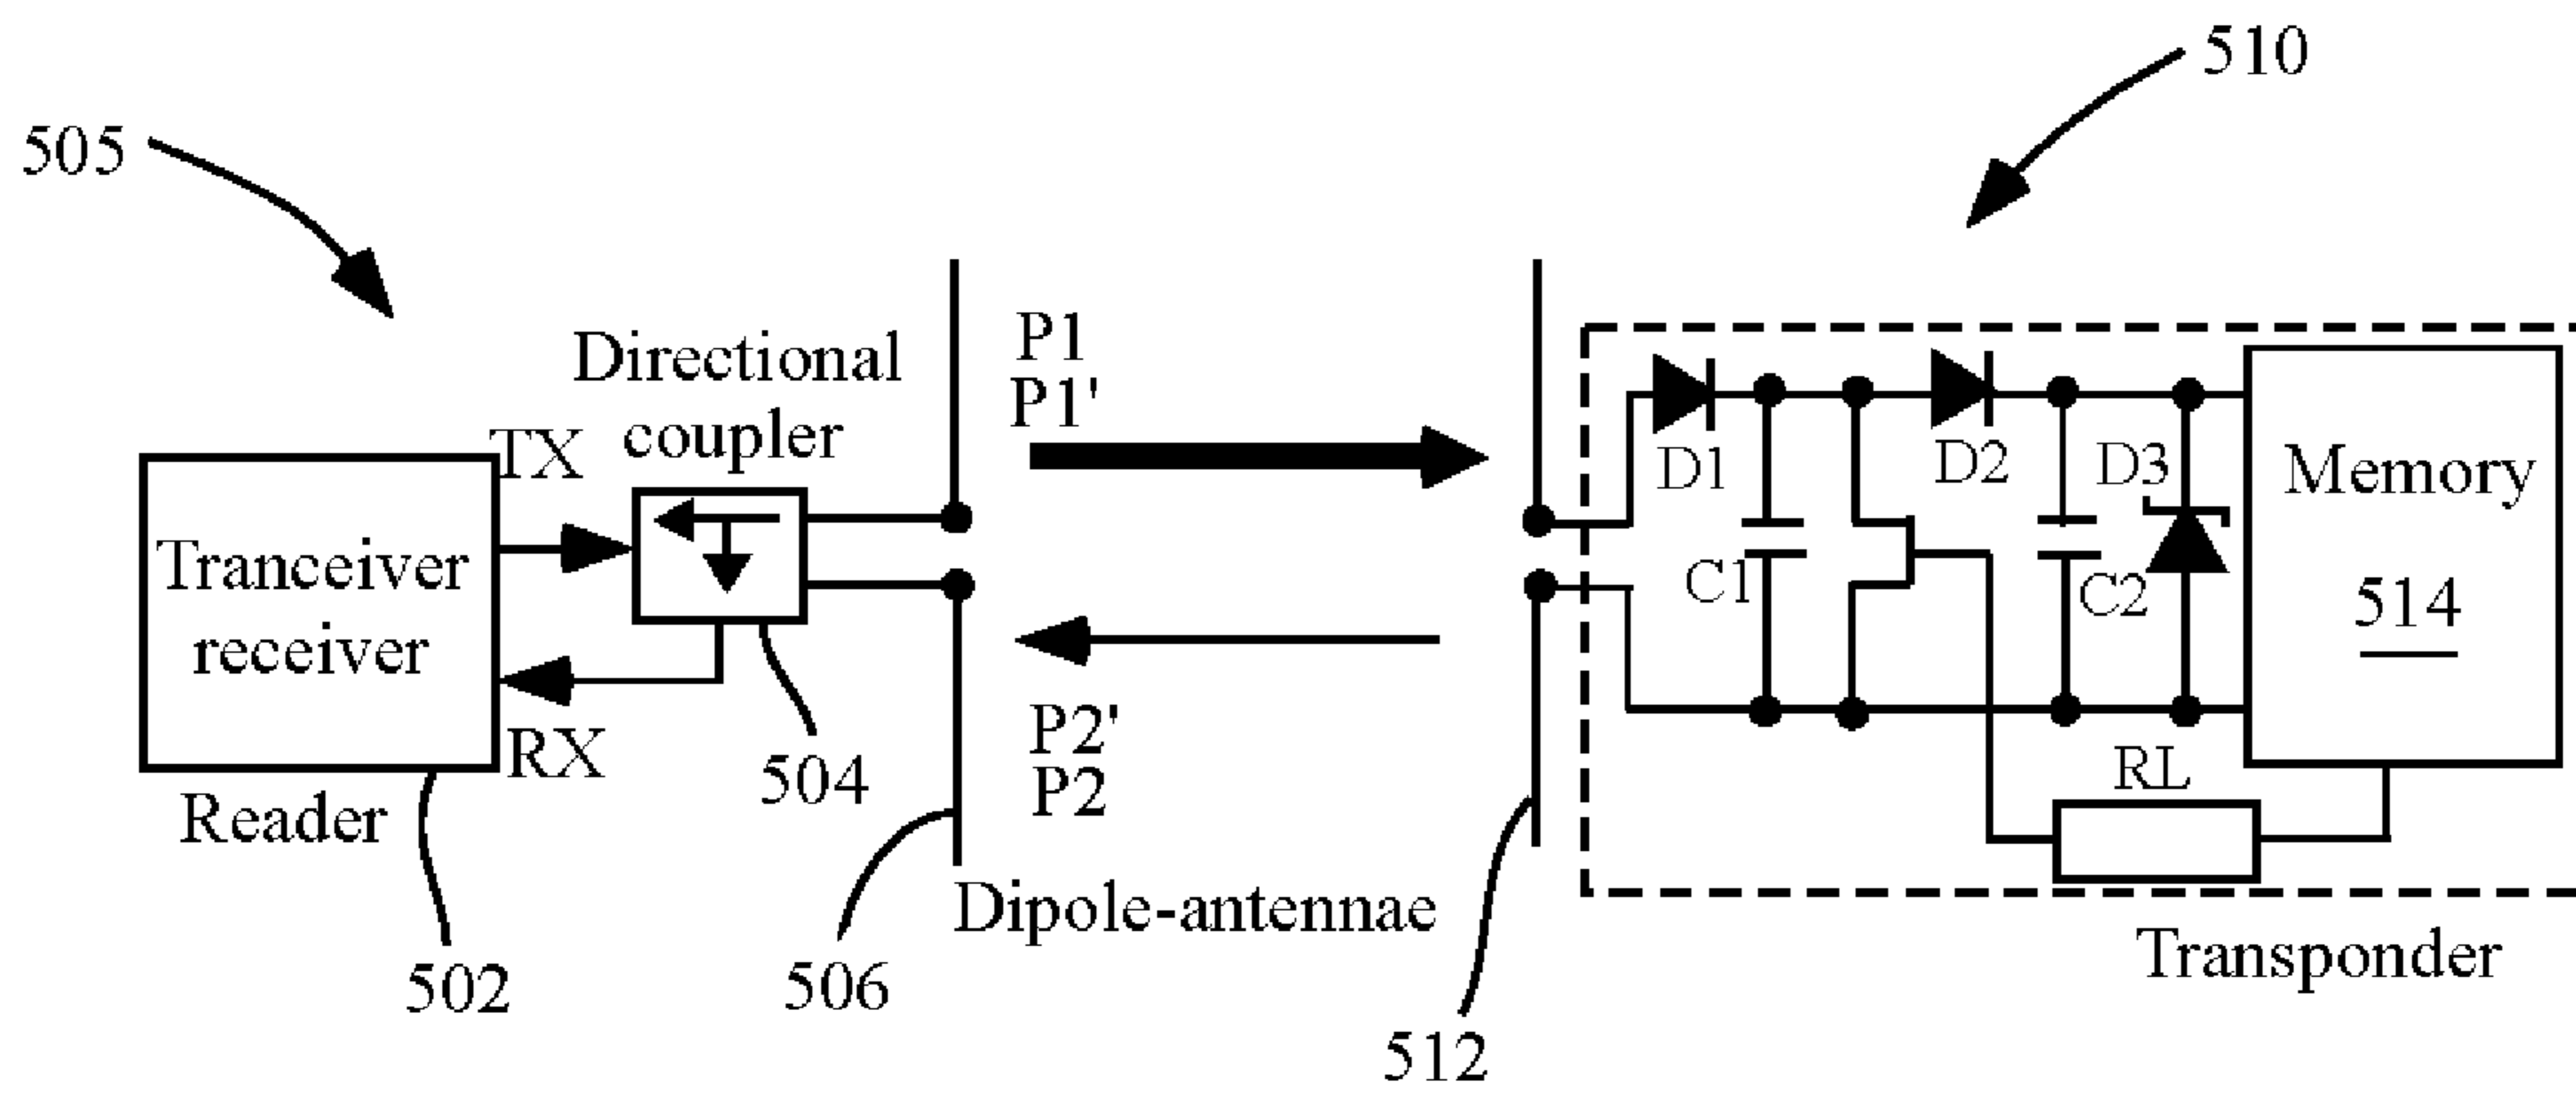 510
505
P1
P1'
Directional
coupler
TX
D1
D2
D3
Memory
514
Tranceiver
receiver
C1
C2
RX
504
P2'
P2
RL
Reader
Dipole-antennae
Transponder
502
506
512